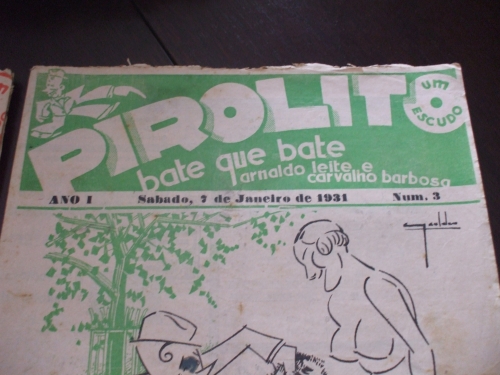 PIROLITO
um
ESCUDO
bate que bate
arnaldo leite e
carvalho barbosa
ANO I Sabado, 7 de Janeiro de 1931 Num. 3